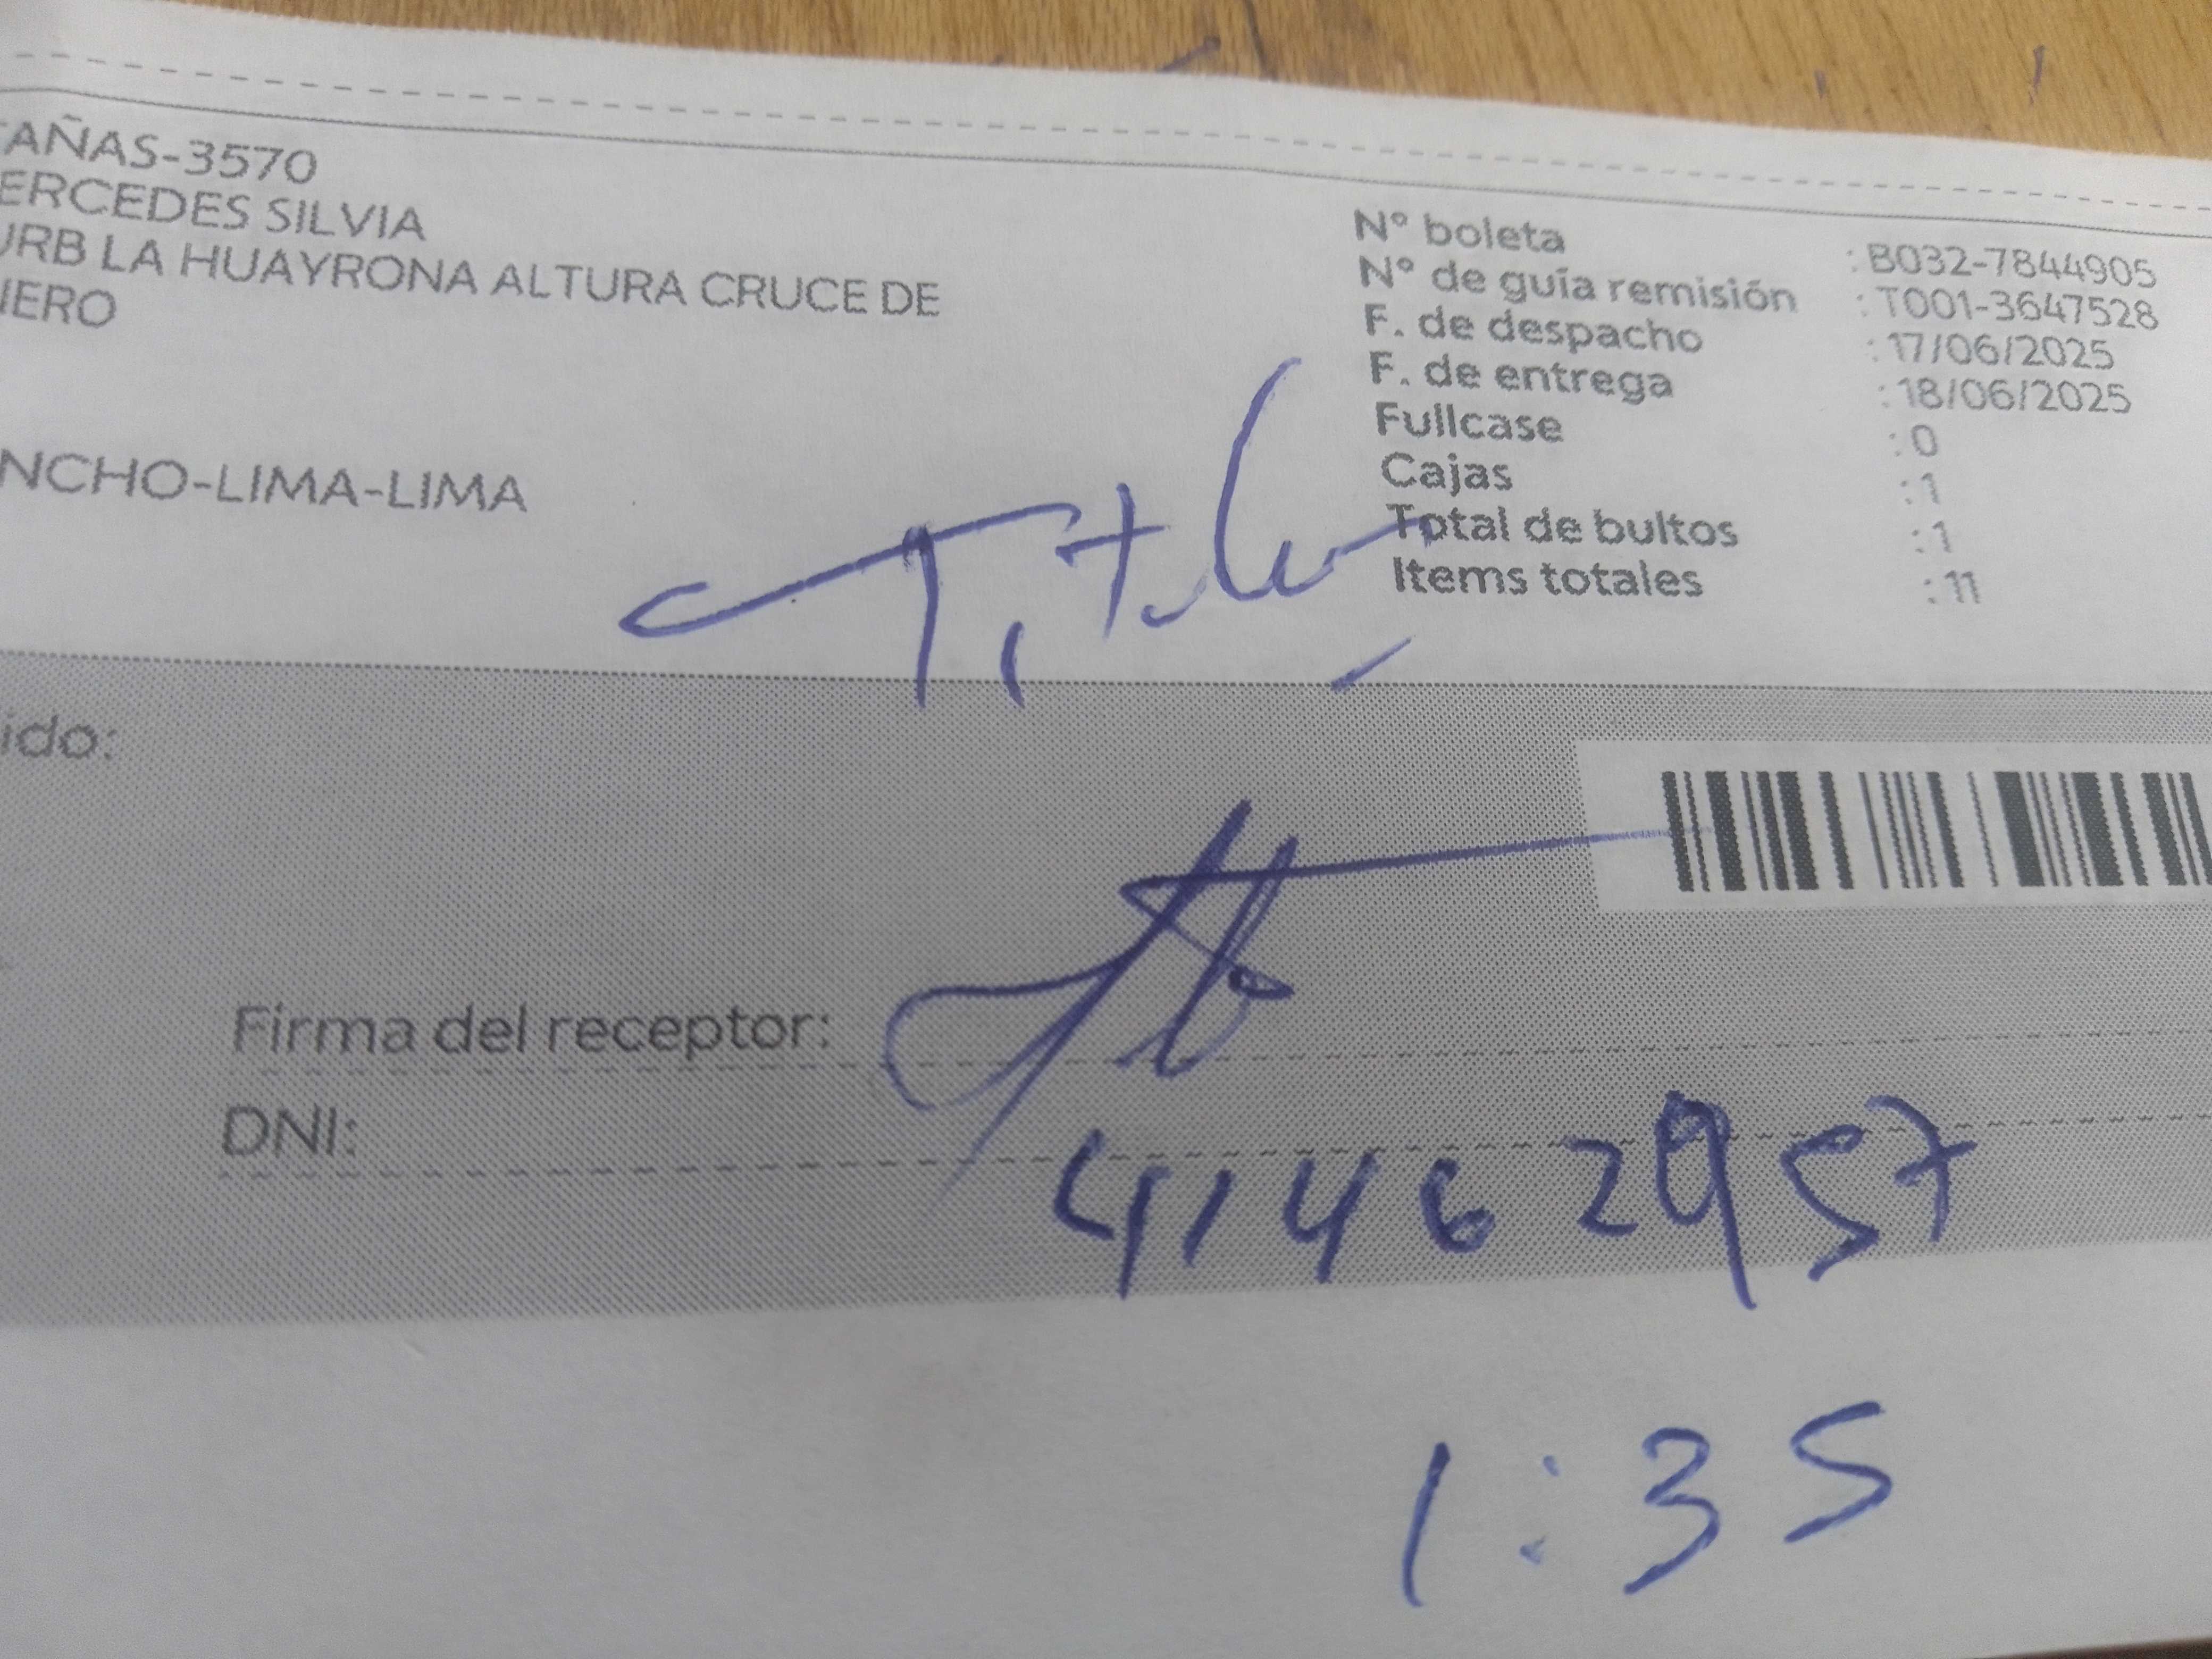 TAÑAS-3570
ERCEDES SILVIA
URB LA HUAYRONA ALTURA CRUCE DE
IERO
NCHO-LIMA-LIMA
N° boleta : B032-7844905
N° de guía remisión : T001-3647528
F. de despacho : 17/06/2025
F. de entrega : 18/06/2025
Fullcase : 0
Cajas : 1
Total de bultos : 1
Items totales : 11
ido:
Firma del receptor:
DNI: 41462957
1:35